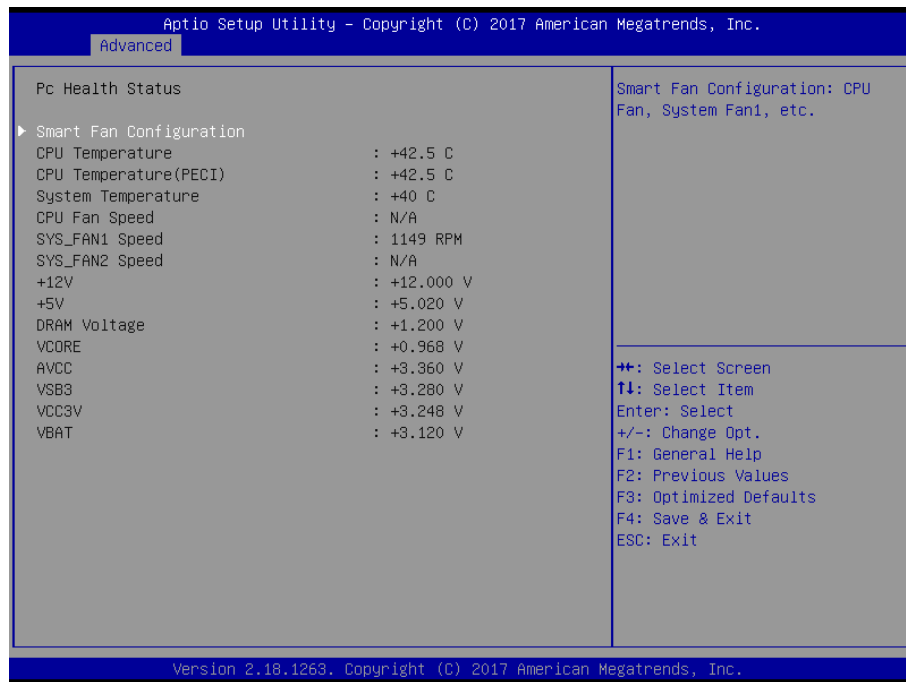 Aptio Setup Utility – Copyright (C) 2017 American Megatrends, Inc.
Advanced
Pc Health Status
Smart Fan Configuration
CPU Temperature : +42.5 C
CPU Temperature(PECI) : +42.5 C
System Temperature : +40 C
CPU Fan Speed : N/A
SYS_FAN1 Speed : 1149 RPM
SYS_FAN2 Speed : N/A
+12V : +12.000 V
+5V : +5.020 V
DRAM Voltage : +1.200 V
VCORE : +0.968 V
AVCC : +3.360 V
VSB3 : +3.280 V
VCC3V : +3.248 V
VBAT : +3.120 V
Smart Fan Configuration: CPU
Fan, System Fan1, etc.
→←: Select Screen
↑↓: Select Item
Enter: Select
+/-: Change Opt.
F1: General Help
F2: Previous Values
F3: Optimized Defaults
F4: Save & Exit
ESC: Exit
Version 2.18.1263. Copyright (C) 2017 American Megatrends, Inc.